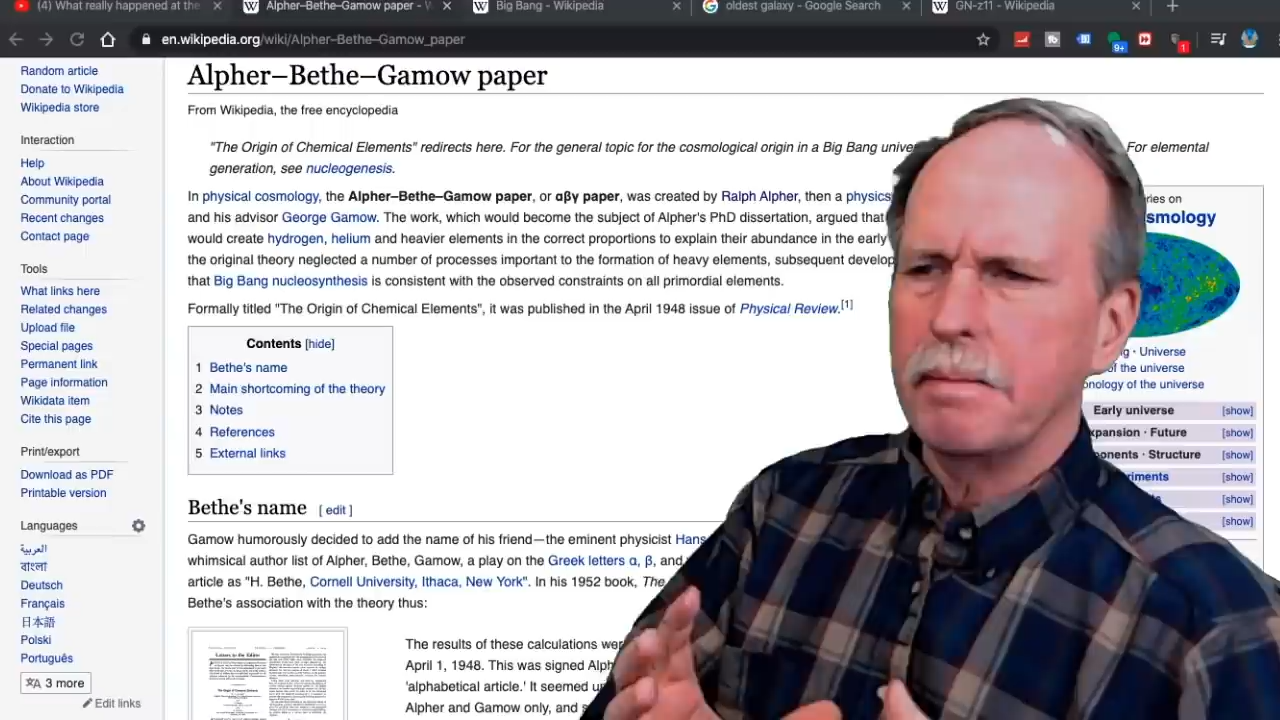 (4) What really happened at the
Alpher–Bethe–Gamow paper - W
Big Bang - Wikipedia
oldest galaxy - Google Search
GN-z11 - Wikipedia
en.wikipedia.org/wiki/Alpher–Bethe–Gamow_paper
9+
1
Random article
Donate to Wikipedia
Wikipedia store
Interaction
Help
About Wikipedia
Community portal
Recent changes
Contact page
Tools
What links here
Related changes
Upload file
Special pages
Permanent link
Page information
Wikidata item
Cite this page
Print/export
Download as PDF
Printable version
Languages
العربية
বাংলা
Deutsch
Français
日本語
Polski
Português
more
Edit links
Alpher–Bethe–Gamow paper
From Wikipedia, the free encyclopedia
"The Origin of Chemical Elements" redirects here. For the general topic for the cosmological origin in a Big Bang For elemental
generation, see nucleogenesis.
In physical cosmology, the Alpher–Bethe–Gamow paper, or αβγ paper, was created by Ralph Alpher, then a physics
and his advisor George Gamow. The work, which would become the subject of Alpher's PhD dissertation, argued that
would create hydrogen, helium and heavier elements in the correct proportions to explain their abundance in the early
the original theory neglected a number of processes important to the formation of heavy elements, subsequent
that Big Bang nucleosynthesis is consistent with the observed constraints on all primordial elements.
Formally titled "The Origin of Chemical Elements", it was published in the April 1948 issue of Physical Review.[1]
Contents [hide]
1 Bethe's name
2 Main shortcoming of the theory
3 Notes
4 References
5 External links
Bethe's name [ edit ]
Gamow humorously decided to add the name of his friend—the eminent physicist Hans
whimsical author list of Alpher, Bethe, Gamow, a play on the Greek letters α, β, and
article as "H. Bethe, Cornell University, Ithaca, New York". In his 1952 book, The
Bethe's association with the theory thus:
The results of these calculations
April This was signed
'alphabetical article.' It seemed
Alpher and Gamow only, and
on
Universe
of the universe
of the universe
Early universe [show]
Future [show]
Structure [show]
[show]
[show]
[show]